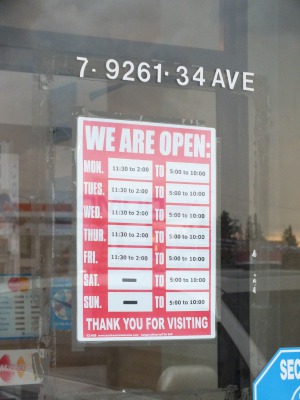 7-9261-34 AVE
WE ARE OPEN:
MON. 11:30 to 2:00 TO 5:00 to 10:00
TUES. 11:30 to 2:00 TO 5:00 to 10:00
WED. 11:30 to 2:00 TO 5:00 to 10:00
THUR. 11:30 to 2:00 TO 5:00 to 10:00
FRI. 11:30 to 2:00 TO 5:00 to 10:00
SAT. — TO 5:00 to 10:00
SUN. — TO 5:00 to 10:00
THANK YOU FOR VISITING
SEC